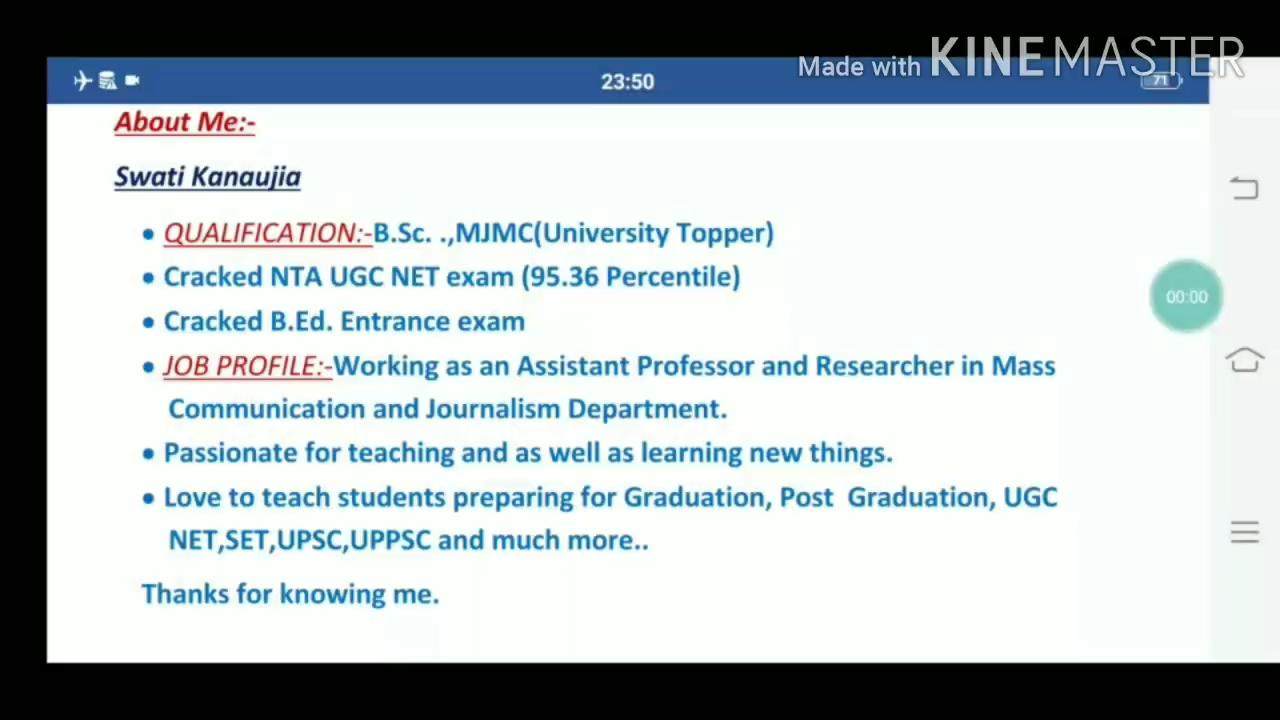 Made with KINEMASTER
23:50
71
About Me:-
Swati Kanaujia
• QUALIFICATION:-B.Sc. .,MJMC(University Topper)
• Cracked NTA UGC NET exam (95.36 Percentile)
• Cracked B.Ed. Entrance exam
00:00
• JOB PROFILE:-Working as an Assistant Professor and Researcher in Mass
Communication and Journalism Department.
• Passionate for teaching and as well as learning new things.
• Love to teach students preparing for Graduation, Post  Graduation, UGC
NET,SET,UPSC,UPPSC and much more..
Thanks for knowing me.